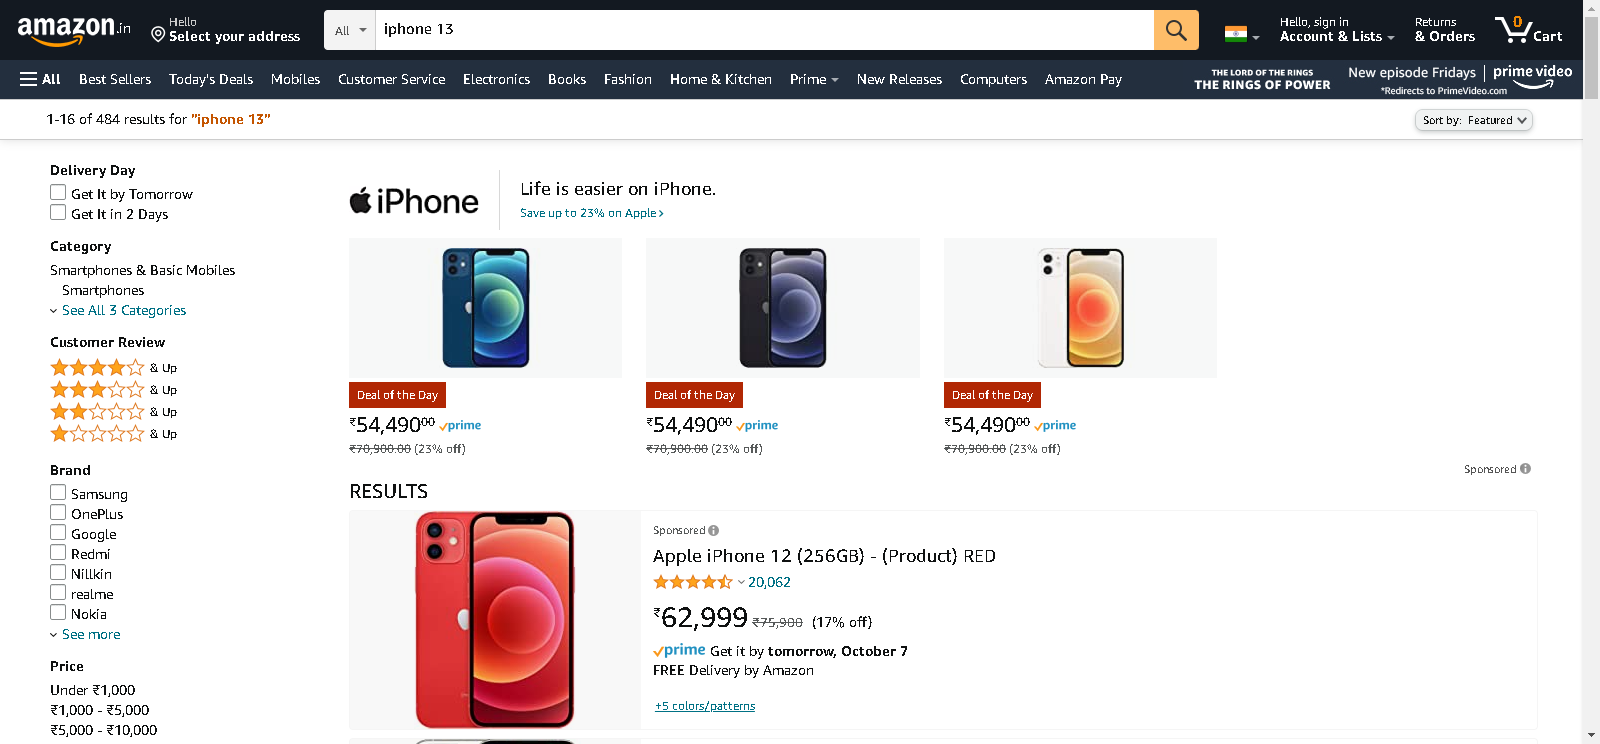 amazon.in
Hello
Select your address
All
iphone 13
Hello, sign in
Account & Lists
Returns
& Orders
0
Cart
All
Best Sellers
Today's Deals
Mobiles
Customer Service
Electronics
Books
Fashion
Home & Kitchen
Prime
New Releases
Computers
Amazon Pay
THE LORD OF THE RINGS
THE RINGS OF POWER
New episode Fridays
prime video
*Redirects to PrimeVideo.com
1-16 of 484 results for "iphone 13"
Sort by: Featured
Delivery Day
Get It by Tomorrow
Get It in 2 Days
Category
Smartphones & Basic Mobiles
Smartphones
See All 3 Categories
Customer Review
& Up
& Up
& Up
& Up
Brand
Samsung
OnePlus
Google
Redmi
Nillkin
realme
Nokia
See more
Price
Under ₹1,000
₹1,000 - ₹5,000
₹5,000 - ₹10,000
iPhone
Life is easier on iPhone.
Save up to 23% on Apple ›
Deal of the Day
₹54,490.00 prime
₹70,900.00 (23% off)
Deal of the Day
₹54,490.00 prime
₹70,900.00 (23% off)
Deal of the Day
₹54,490.00 prime
₹70,900.00 (23% off)
Sponsored
RESULTS
Sponsored
Apple iPhone 12 (256GB) - (Product) RED
20,062
₹62,999 ₹75,900 (17% off)
prime Get it by tomorrow, October 7
FREE Delivery by Amazon
+5 colors/patterns